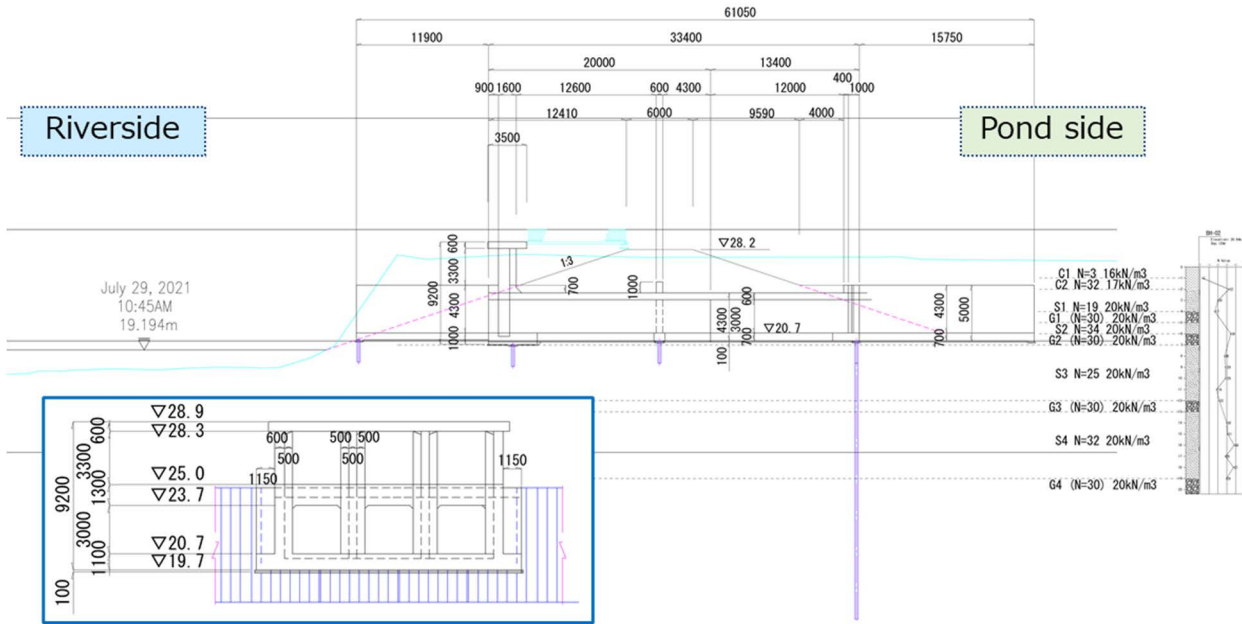 61050
11900 33400 15750
20000 13400
900 1600 12600 600 4300 12000 400 1000
12410 6000 9590 4000
Riverside
Pond side
3500
▽28.2
1:3
600
3300
9200
4300
1000
700
1000
600
4300
3000
700
100
▽20.7
4300
5000
700
July 29, 2021
10:45AM
19.194m
BH-02
C1 N=3 16kN/m3
C2 N=32 17kN/m3
S1 N=19 20kN/m3
G1 (N=30) 20kN/m3
S2 N=34 20kN/m3
G2 (N=30) 20kN/m3
S3 N=25 20kN/m3
G3 (N=30) 20kN/m3
S4 N=32 20kN/m3
G4 (N=30) 20kN/m3
▽28.9
▽28.3
▽25.0
▽23.7
▽20.7
▽19.7
600
3300
1300
3000
1100
9200
100
600 500 500
500 500
1150 1150